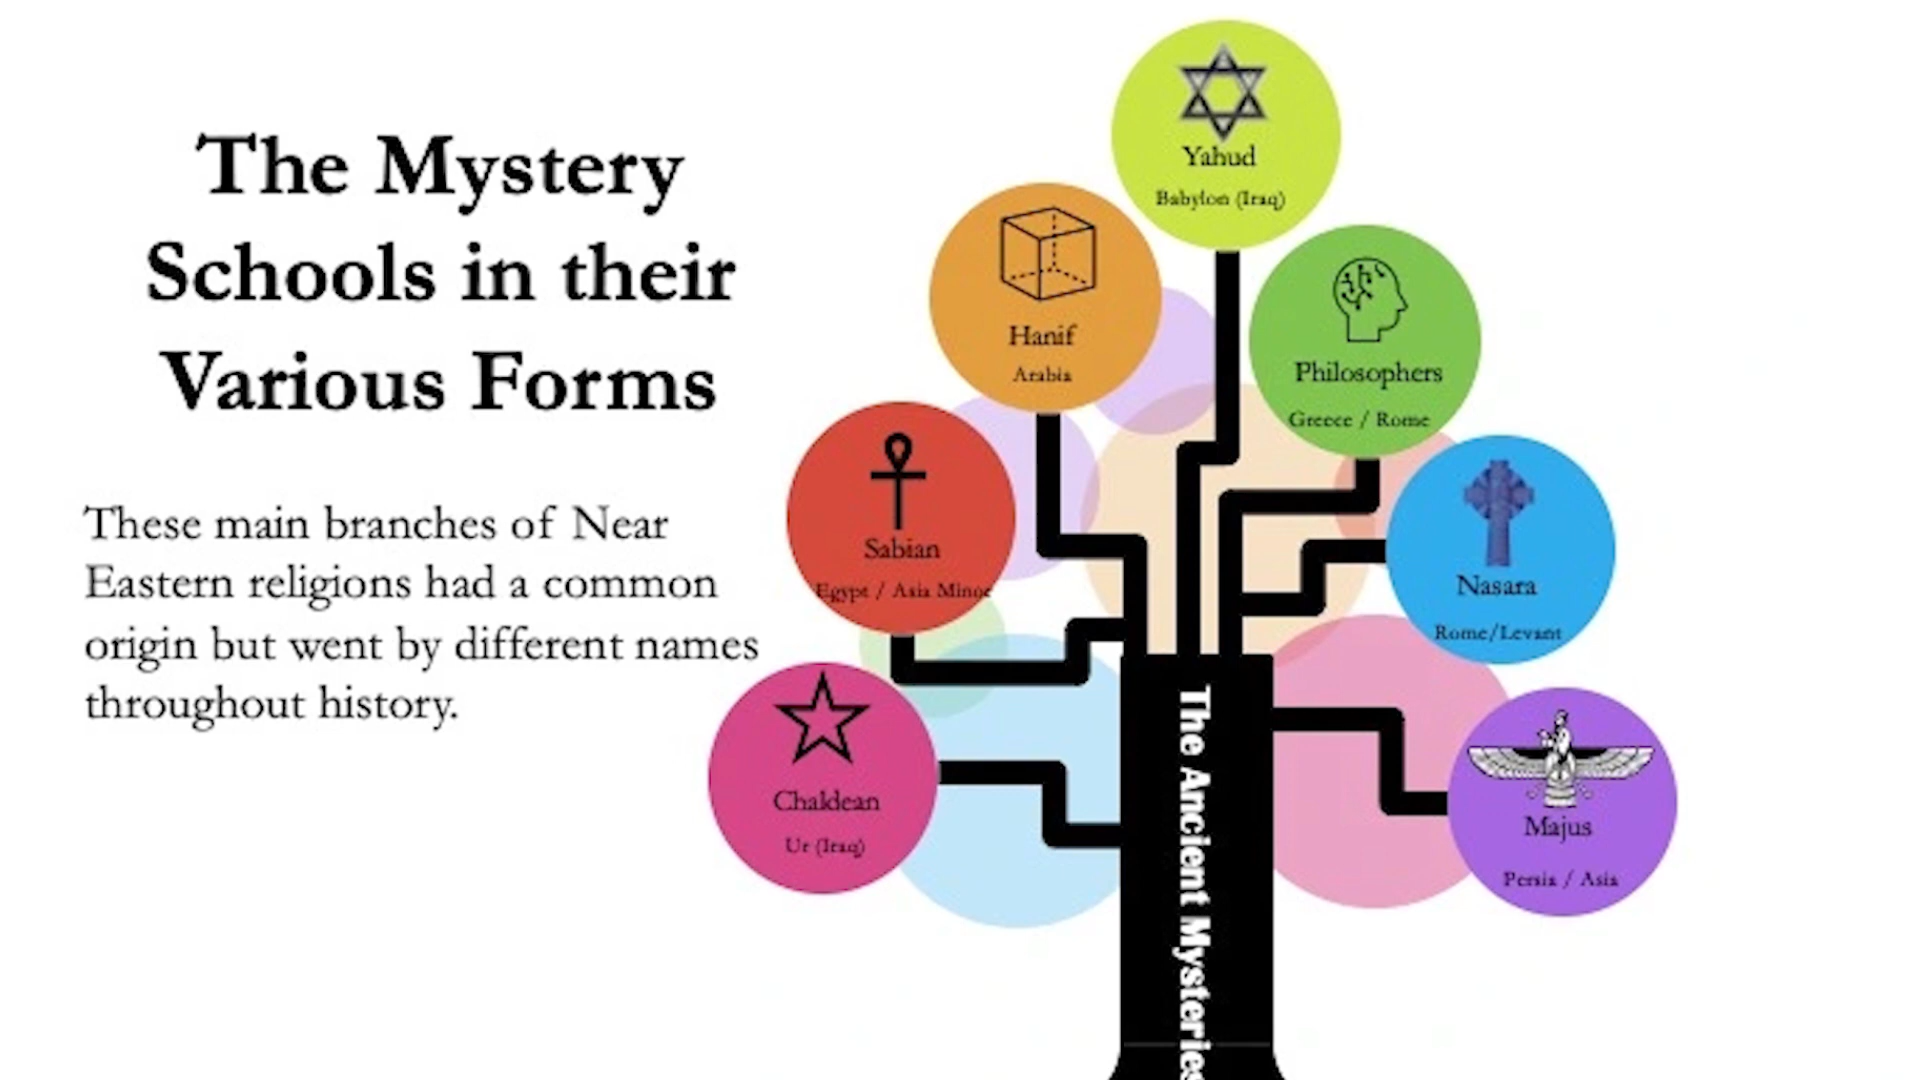 The Mystery
Schools in their
Various Forms
These main branches of Near
Eastern religions had a common
origin but went by different names
throughout history.
Yahud
Babylon (Iraq)
Hanif
Arabia
Philosophers
Greece / Rome
Sabian
Egypt / Asia Minor
Nasara
Rome/Levant
Chaldean
Ur (Iraq)
Majus
Persia / Asia
The Ancient Mysteries